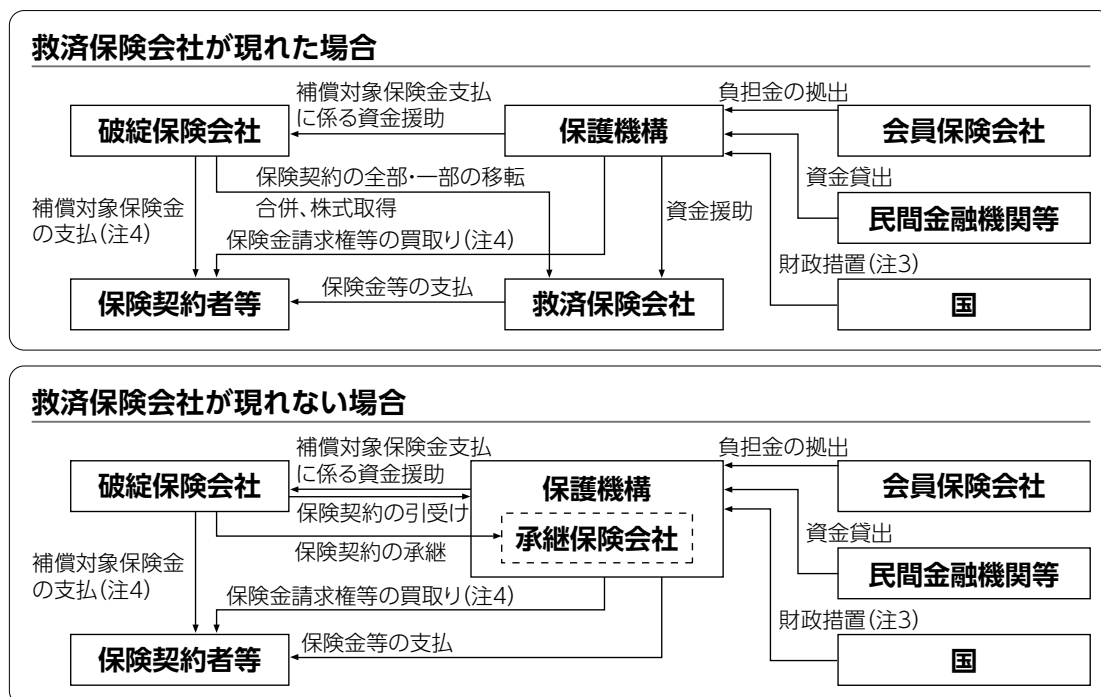 救済保険会社が現れた場合
補償対象保険金支払
に係る資金援助
負担金の拠出
破綻保険会社
保護機構
会員保険会社
保険契約の全部・一部の移転
合併、株式取得
資金貸出
補償対象保険金
の支払(注4)
資金援助
民間金融機関等
保険金請求権等の買取り(注4)
財政措置(注3)
保険契約者等
保険金等の支払
救済保険会社
国
救済保険会社が現れない場合
補償対象保険金支払
に係る資金援助
負担金の拠出
破綻保険会社
保護機構
会員保険会社
保険契約の引受け
承継保険会社
保険契約の承継
資金貸出
補償対象保険金
の支払(注4)
民間金融機関等
保険金請求権等の買取り(注4)
財政措置(注3)
保険契約者等
保険金等の支払
国